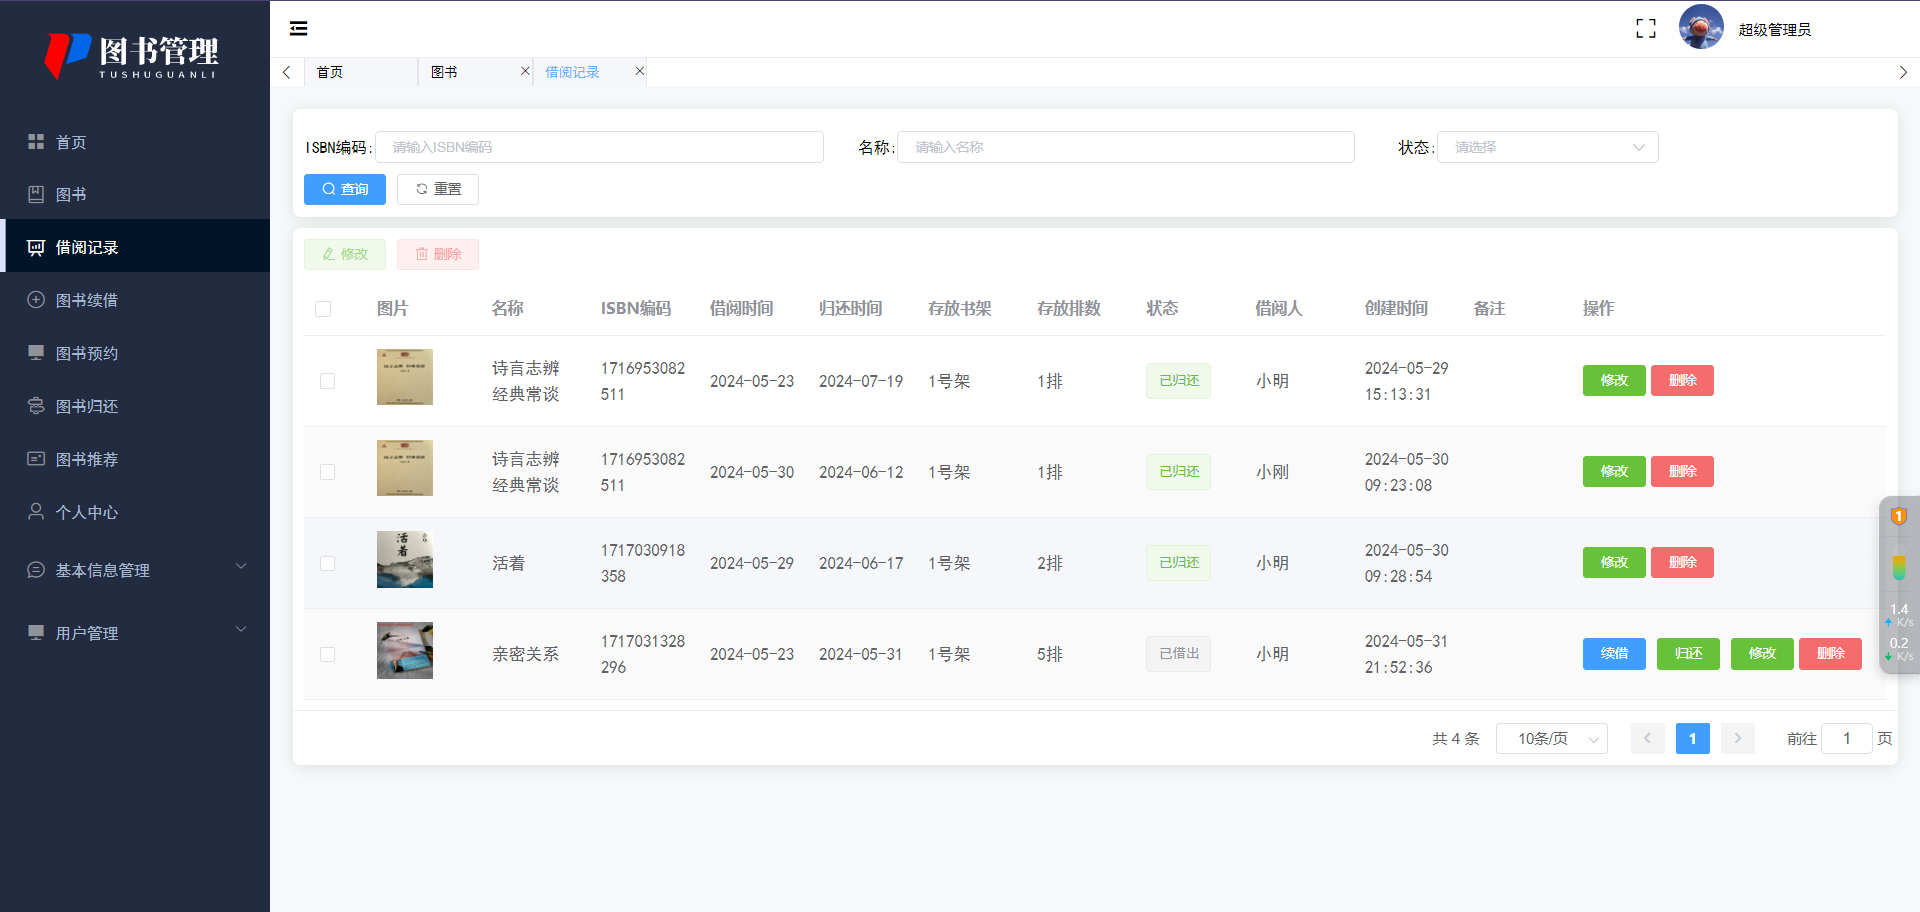 图书管理
TUSHUGUANLI
首页
图书
借阅记录
图书续借
图书预约
图书归还
图书推荐
个人中心
基本信息管理
用户管理
超级管理员
首页
图书
借阅记录
ISBN编码:
请输入ISBN编码
名称:
请输入名称
状态:
请选择
查询
重置
修改
删除
图片 名称 ISBN编码 借阅时间 归还时间 存放书架 存放排数 状态 借阅人 创建时间 备注 操作
诗言志辨 1716953082 2024-05-29
2024-05-23 2024-07-19 1号架 1排 已归还 小明 修改 删除
经典常谈 511 15:13:31
诗言志辨 1716953082 2024-05-30
2024-05-30 2024-06-12 1号架 1排 已归还 小刚 修改 删除
经典常谈 511 09:23:08
活着
1717030918 2024-05-30
活着 2024-05-29 2024-06-17 1号架 2排 已归还 小明 修改 删除
358 09:28:54
1717031328 2024-05-31
亲密关系 2024-05-23 2024-05-31 1号架 5排 已借出 小明 续借 归还 修改 删除
296 21:52:36
共 4 条 10条/页 1 前往 1 页
1
1.4
K/s
0.2
K/s